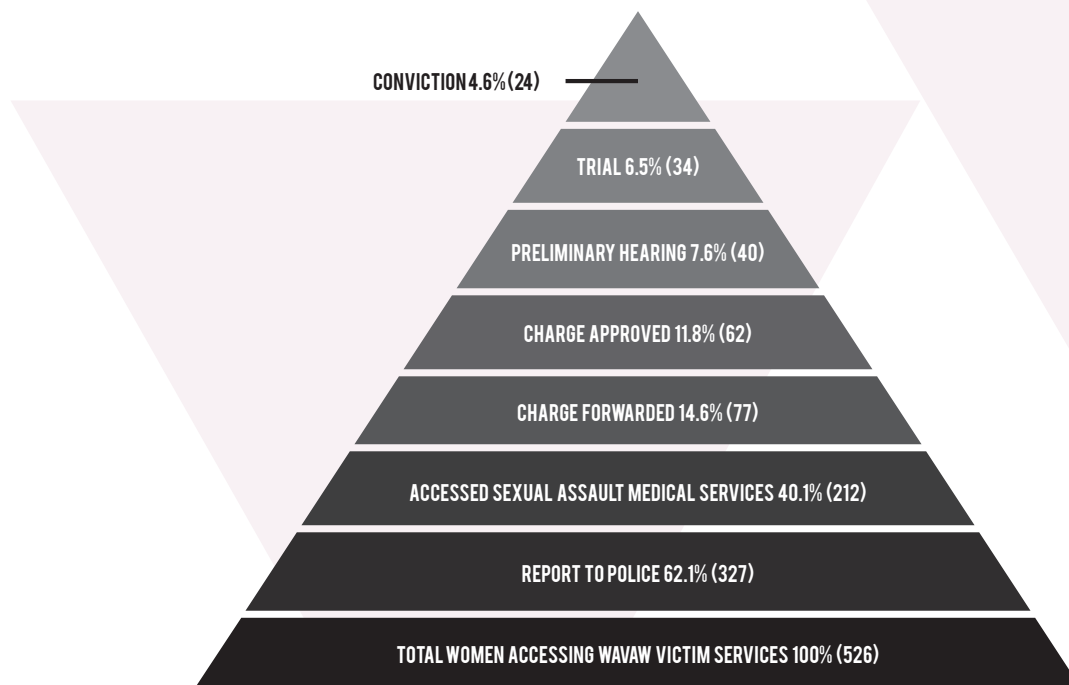 CONVICTION 4.6% (24)
TRIAL 6.5% (34)
PRELIMINARY HEARING 7.6% (40)
CHARGE APPROVED 11.8% (62)
CHARGE FORWARDED 14.6% (77)
ACCESSED SEXUAL ASSAULT MEDICAL SERVICES 40.1% (212)
REPORT TO POLICE 62.1% (327)
TOTAL WOMEN ACCESSING WAVAW VICTIM SERVICES 100% (526)